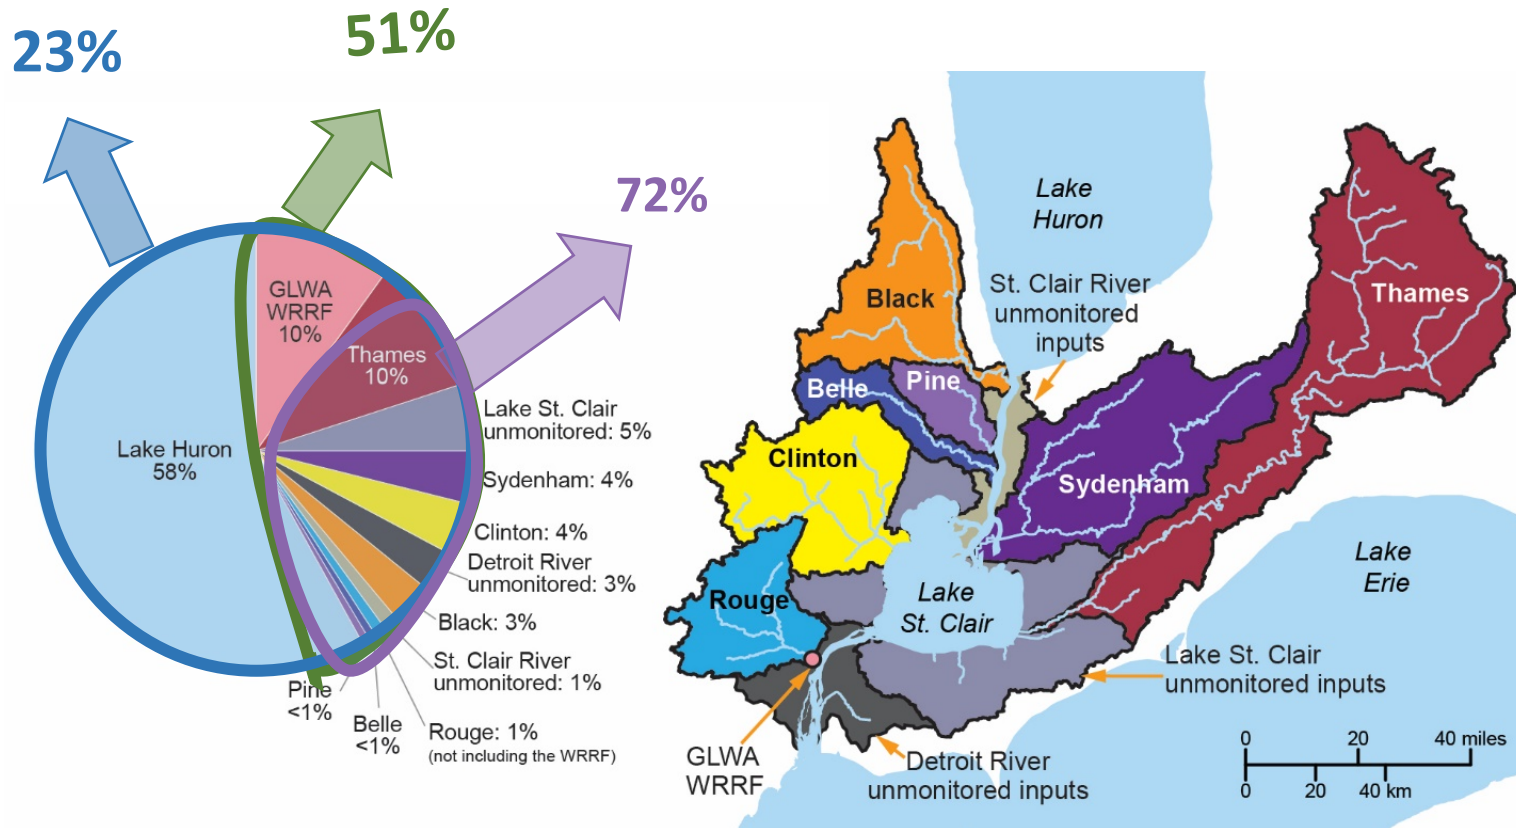 23%
51%
72%
GLWA
WRRF
10%
Thames
10%
Lake Huron
58%
Lake St. Clair
unmonitored: 5%
Sydenham: 4%
Clinton: 4%
Detroit River
unmonitored: 3%
Black: 3%
St. Clair River
unmonitored: 1%
Rouge: 1%
(not including the WRRF)
Belle
<1%
Pine
<1%
Lake
Huron
St. Clair River
unmonitored
inputs
Black
Thames
Belle
Pine
Clinton
Sydenham
Rouge
Lake
St. Clair
Lake
Erie
Lake St. Clair
unmonitored inputs
GLWA
WRRF
Detroit River
unmonitored inputs
0 20 40 miles
0 20 40 km